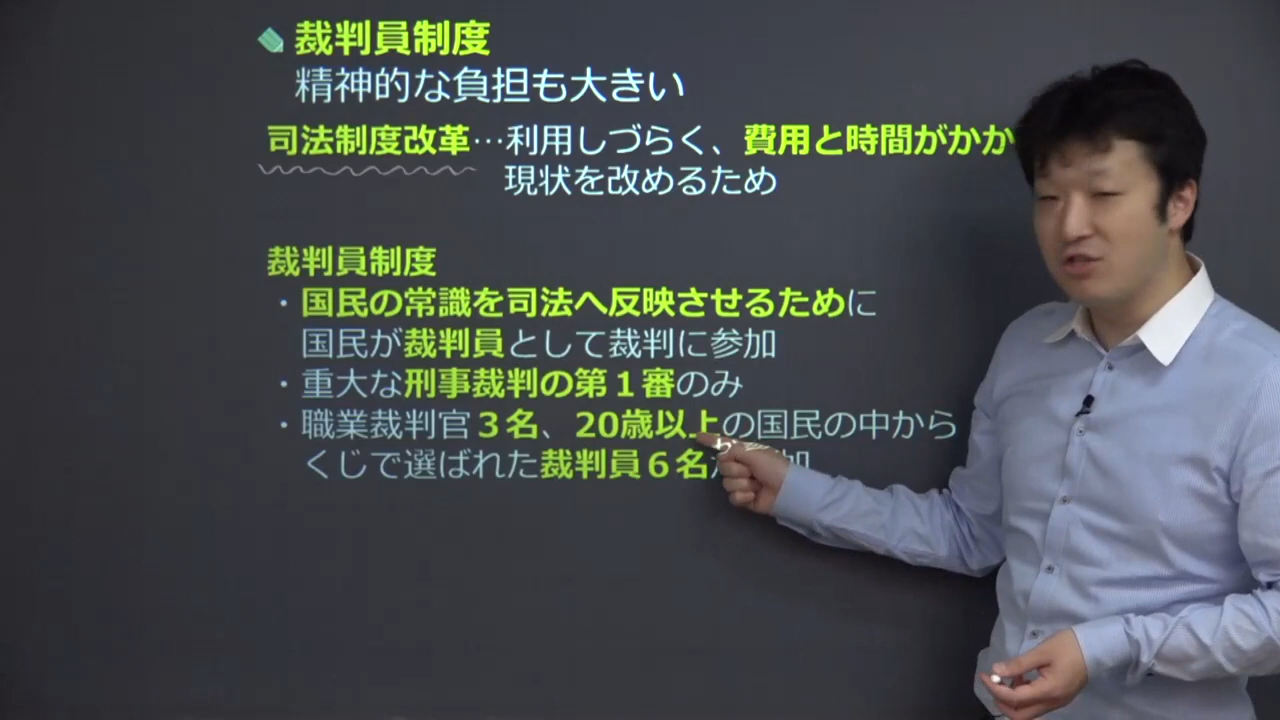 裁判員制度
精神的な負担も大きい
司法制度改革…利用しづらく、費用と時間がかか
現状を改めるため
裁判員制度
・国民の常識を司法へ反映させるために
国民が裁判員として裁判に参加
・重大な刑事裁判の第１審のみ
・職業裁判官３名、20歳以上の国民の中から
くじで選ばれた裁判員６名